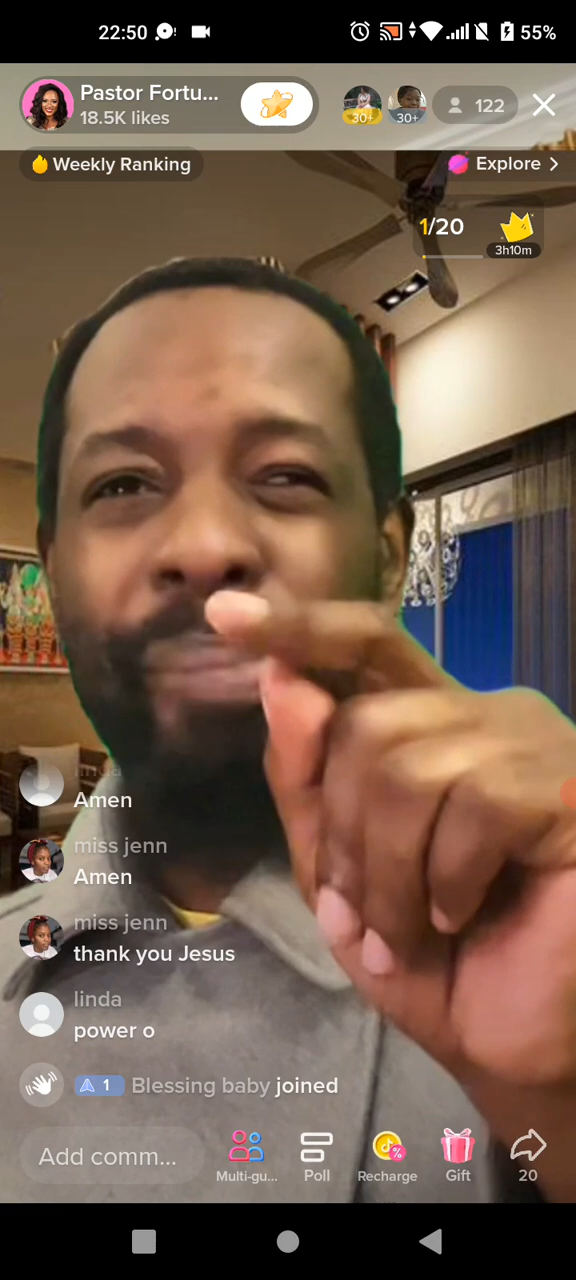 22:50
55%
Pastor Fortu...
18.5K likes
30+
30+
122
Weekly Ranking
Explore
1/20
3h10m
linda
Amen
miss jenn
Amen
miss jenn
thank you Jesus
linda
power o
1 Blessing baby joined
Add comm...
Multi-gu...
Poll
Recharge
Gift
20